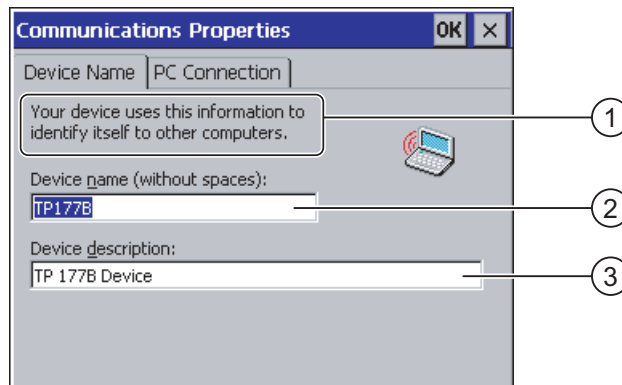 Communications Properties OK ×
Device Name PC Connection
Your device uses this information to
identify itself to other computers.
1
Device name (without spaces):
TP177B
2
Device description:
TP 177B Device
3